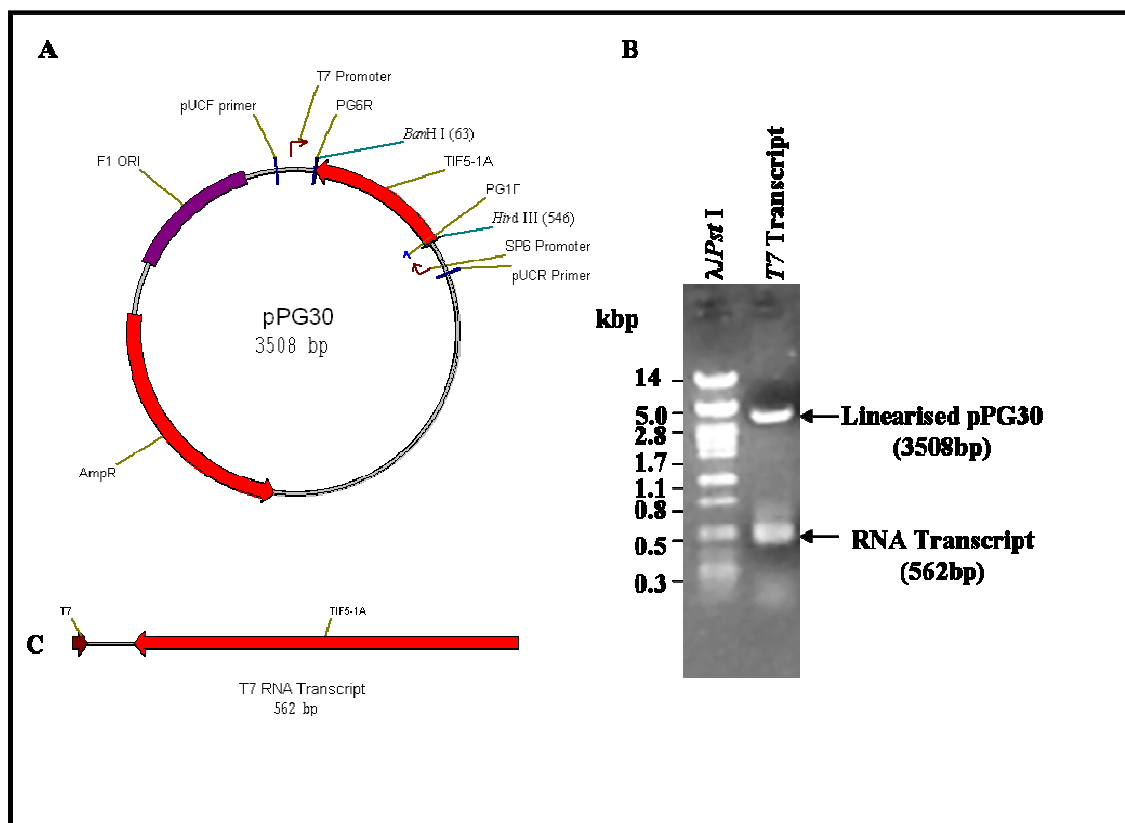 A
T7 Promoter
pUCF primer
PG6R
BamH I (63)
F1 ORI
TIF5-1A
PG1F
Hind III (546)
SP6 Promoter
pUCR Primer
pPG30
3508 bp
AmpR
B
λ/Pst I
T7 Transcript
kbp
14
5.0
2.8
1.7
1.1
0.8
0.5
0.3
Linearised pPG30
(3508bp)
RNA Transcript
(562bp)
C
T7
TIF5-1A
T7 RNA Transcript
562 bp